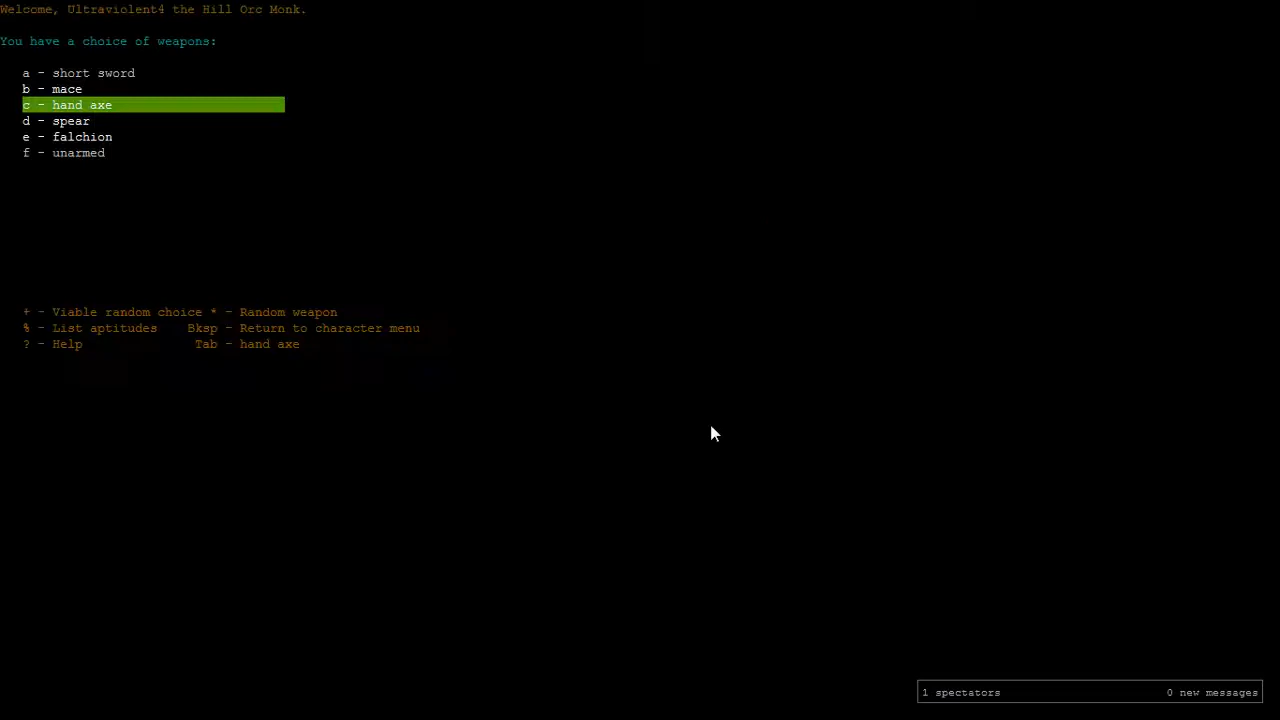 Welcome, Ultraviolent4 the Hill Orc Monk.
You have a choice of weapons:
a - short sword
b - mace
c - hand axe
d - spear
e - falchion
f - unarmed
+ - Viable random choice * - Random weapon
% - List aptitudes    Bksp - Return to character menu
? - Help               Tab - hand axe
1 spectators                      0 new messages